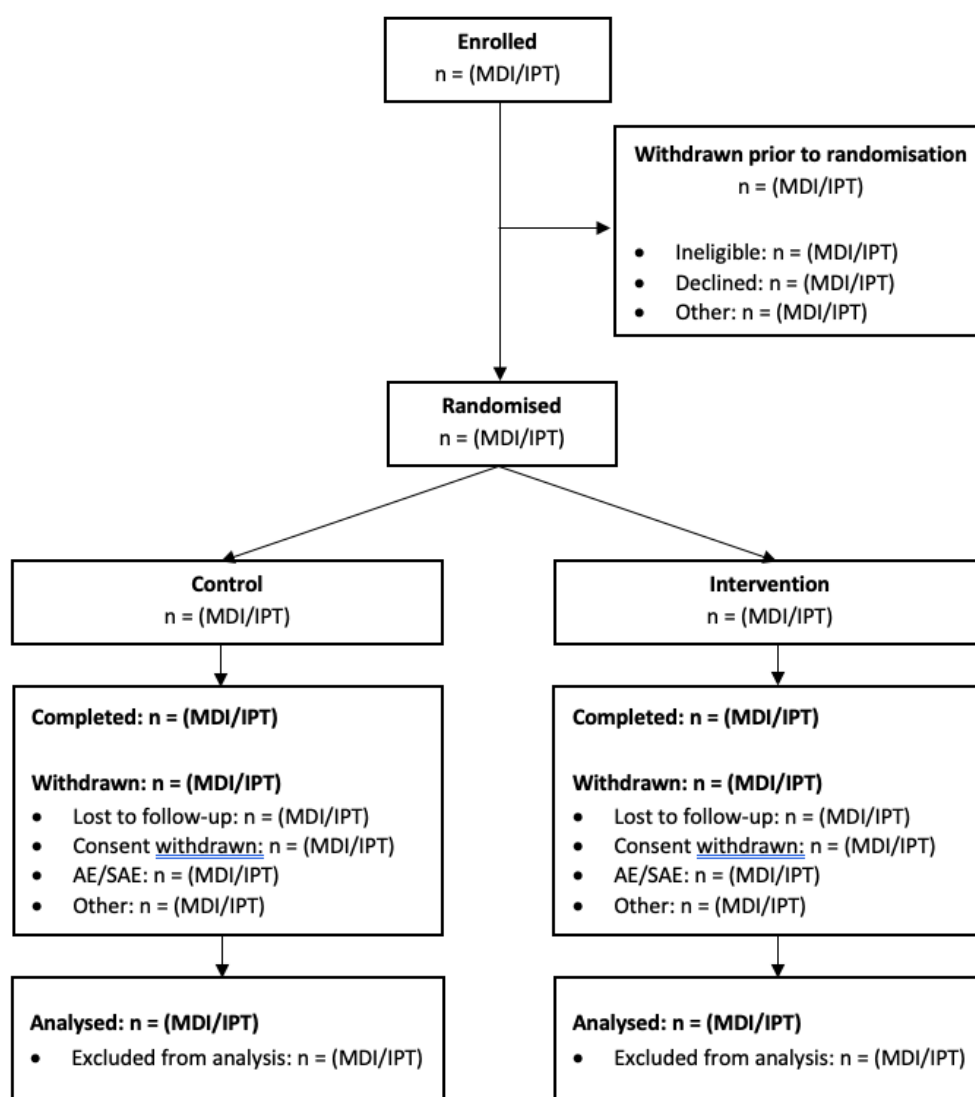 Enrolled
n = (MDI/IPT)
Withdrawn prior to randomisation
n = (MDI/IPT)
• Ineligible: n = (MDI/IPT)
• Declined: n = (MDI/IPT)
• Other: n = (MDI/IPT)
Randomised
n = (MDI/IPT)
Control
n = (MDI/IPT)
Intervention
n = (MDI/IPT)
Completed: n = (MDI/IPT)
Withdrawn: n = (MDI/IPT)
• Lost to follow-up: n = (MDI/IPT)
• Consent withdrawn: n = (MDI/IPT)
• AE/SAE: n = (MDI/IPT)
• Other: n = (MDI/IPT)
Completed: n = (MDI/IPT)
Withdrawn: n = (MDI/IPT)
• Lost to follow-up: n = (MDI/IPT)
• Consent withdrawn: n = (MDI/IPT)
• AE/SAE: n = (MDI/IPT)
• Other: n = (MDI/IPT)
Analysed: n = (MDI/IPT)
• Excluded from analysis: n = (MDI/IPT)
Analysed: n = (MDI/IPT)
• Excluded from analysis: n = (MDI/IPT)